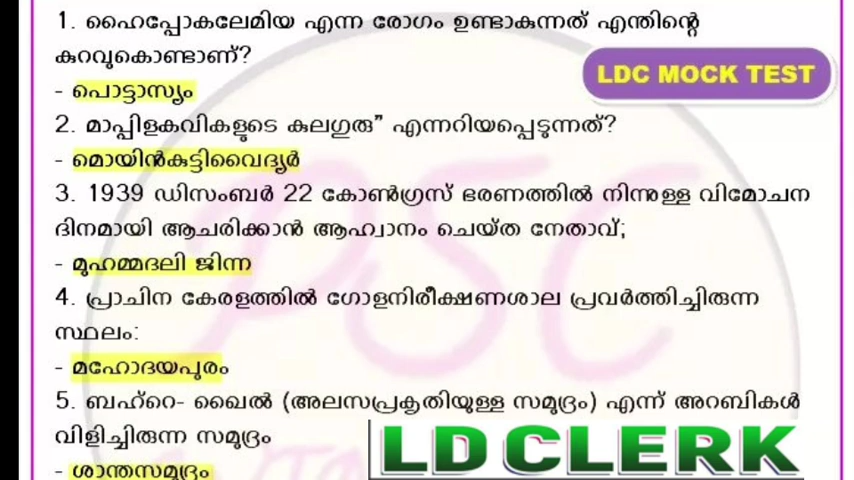 1. ഹൈപ്പോകലേമിയ എന്ന രോഗം ഉണ്ടാകുന്നത് എന്തിന്റെ
കുറവുകൊണ്ടാണ്?
LDC MOCK TEST
- പൊട്ടാസ്യം
2. മാപ്പിളകവികളുടെ കുലഗുരു” എന്നറിയപ്പെടുന്നത്?
- മൊയിൻകുട്ടിവൈദ്യർ
3. 1939 ഡിസംബർ 22 കോൺഗ്രസ് ഭരണത്തിൽ നിന്നുള്ള വിമോചന
ദിനമായി ആചരിക്കാൻ ആഹ്വാനം ചെയ്ത നേതാവ്;
- മുഹമ്മദലി ജിന്ന
4. പ്രാചിന കേരളത്തിൽ ഗോളനിരീക്ഷണശാല പ്രവർത്തിച്ചിരുന്ന
സ്ഥലം:
- മഹോദയപുരം
5. ബഹ്റെ- ഖൈൽ (അലസപ്രകൃതിയുള്ള സമുദ്രം) എന്ന് അറബികൾ
വിളിച്ചിരുന്ന സമുദ്രം
LD CLERK
- ശാന്തസമുദ്രം
PSC